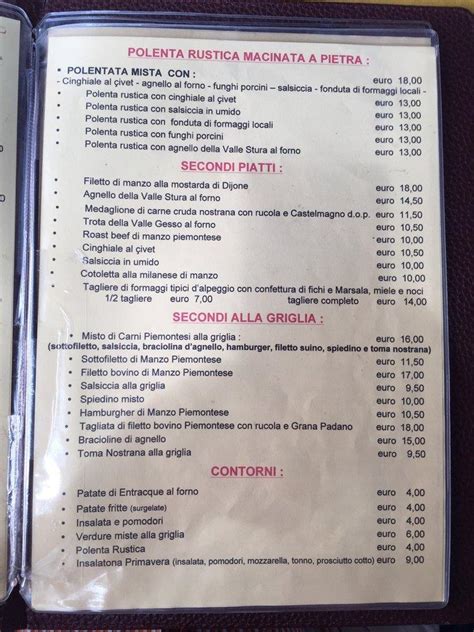 POLENTA RUSTICA MACINATA A PIETRA :
• POLENTATA MISTA CON : euro 18,00
- Cinghiale al çivet - agnello al forno - funghi porcini – salsiccia - fonduta di formaggi locali -
• Polenta rustica con cinghiale al çivet euro 13,00
• Polenta rustica con salsiccia in umido euro 13,00
• Polenta rustica con fonduta di formaggi locali euro 13,00
• Polenta rustica con funghi porcini euro 13,00
• Polenta rustica con agnello della Valle Stura al forno euro 13,00
SECONDI PIATTI :
• Filetto di manzo alla mostarda di Dijone euro 18,00
• Agnello della Valle Stura al forno euro 14,50
• Medaglione di carne cruda nostrana con rucola e Castelmagno d.o.p. euro 11,50
• Trota della Valle Gesso al forno euro 10,50
• Roast beef di manzo piemontese euro 10,00
• Cinghiale al çivet euro 10,50
• Salsiccia in umido euro 10,00
• Cotoletta alla milanese di manzo euro 10,00
• Tagliere di formaggi tipici d'alpeggio con confettura di fichi e Marsala, miele e noci
1/2 tagliere euro 7,00 tagliere completo euro 14,00
SECONDI ALLA GRIGLIA :
• Misto di Carni Piemontesi alla griglia : euro 16,00
(sottofiletto, salsiccia, braciolina d'agnello, hamburger, filetto suino, spiedino e toma nostrana)
• Sottofiletto di Manzo Piemontese euro 11,50
• Filetto bovino di Manzo Piemontese euro 17,00
• Salsiccia alla griglia euro 9,50
• Spiedino misto euro 10,00
• Hamburgher di Manzo Piemontese euro 10,50
• Tagliata di filetto bovino Piemontese con rucola e Grana Padano euro 18,00
• Bracioline di agnello euro 15,00
• Toma Nostrana alla griglia euro 9,50
CONTORNI :
• Patate di Entracque al forno euro 4,00
• Patate fritte (surgelate) euro 4,00
• Insalata e pomodori euro 4,00
• Verdure miste alla griglia euro 6,00
• Polenta Rustica euro 4,00
• Insalatona Primavera (insalata, pomodori, mozzarella, tonno, prosciutto cotto) euro 9,00